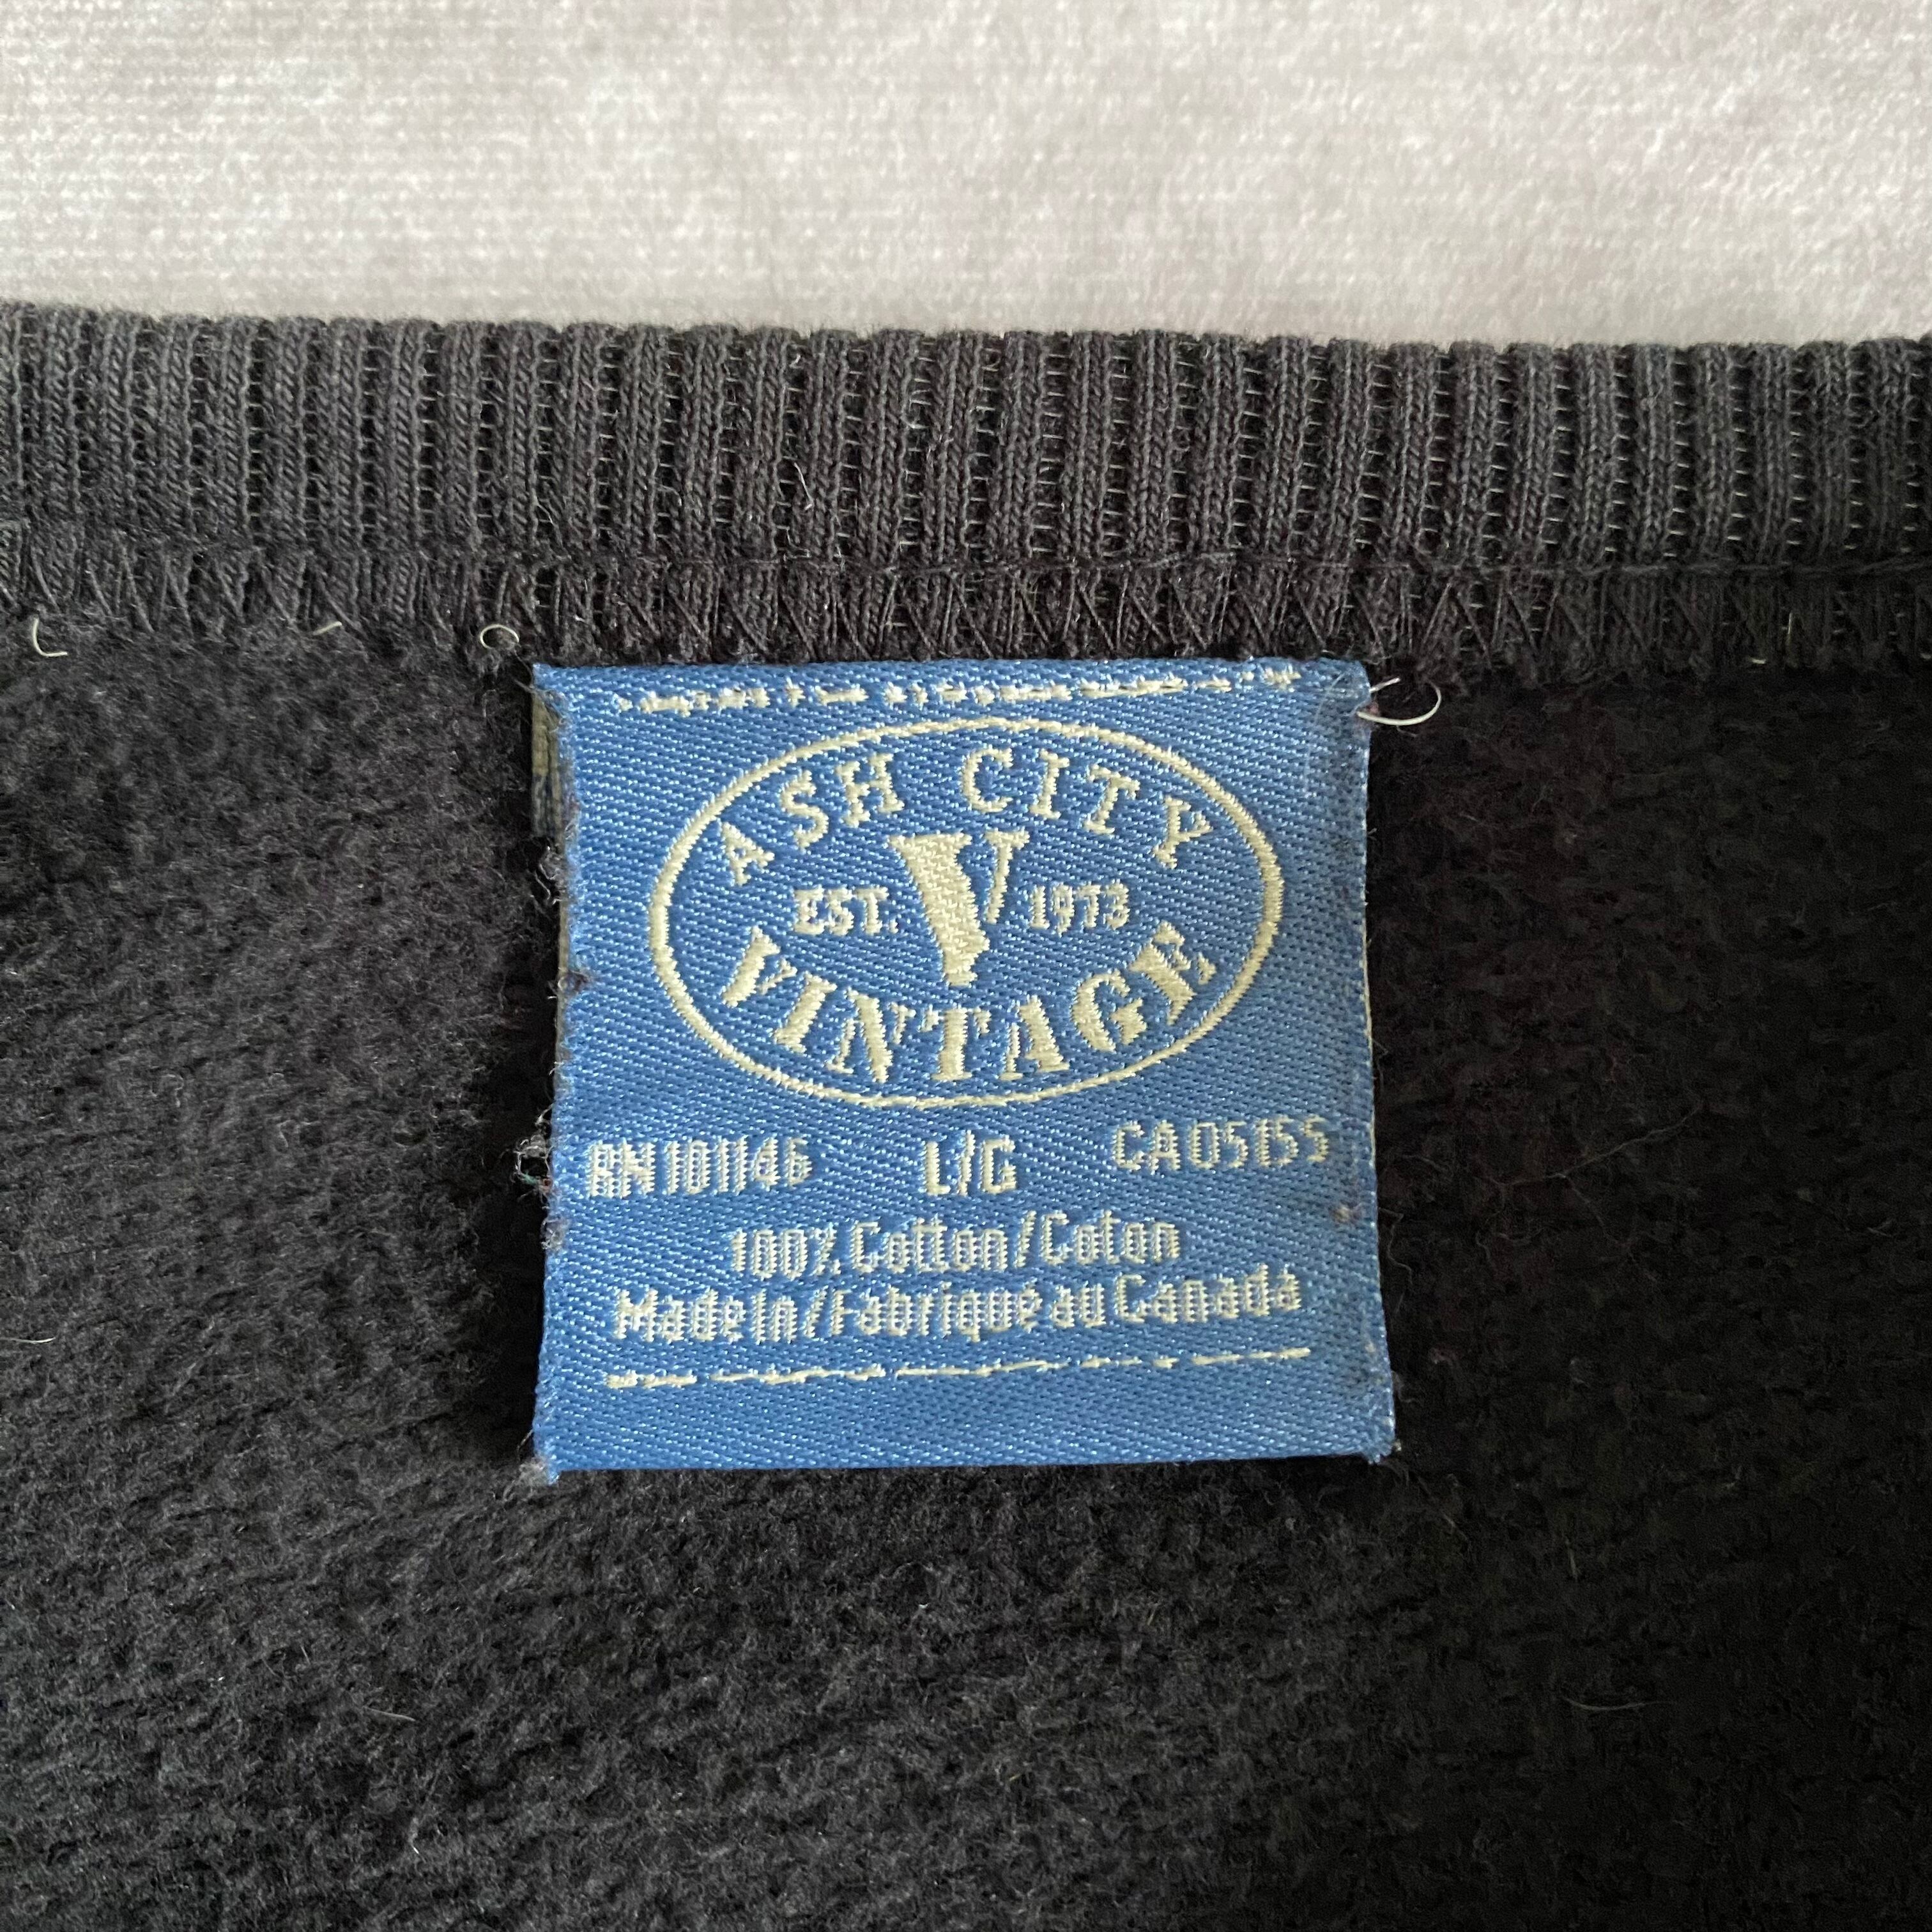 ASH CITY
EST. V 1973
VINTAGE
RN 101146 L/G CA05155
100% Cotton/Coton
Made In/Fabriqué au Canada